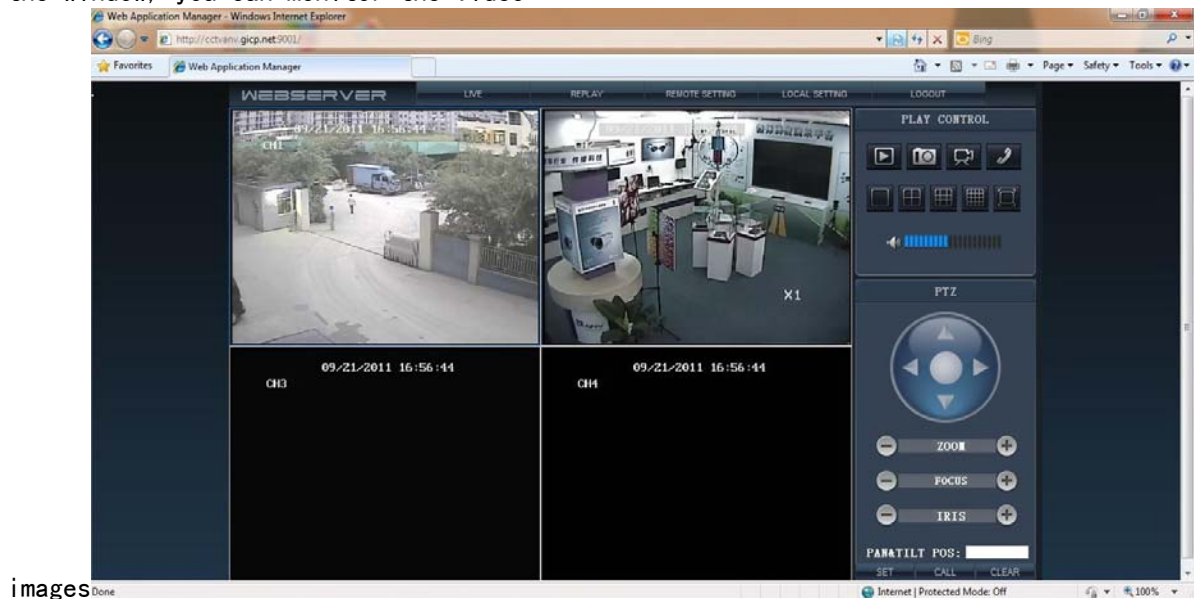 the window, you can monitor the video
Web Application Manager - Windows Internet Explorer
http://cctvanv.gicp.net:9001/
Bing
Favorites
Web Application Manager
Page
Safety
Tools
WEBSERVER
LIVE
REPLAY
REMOTE SETTING
LOCAL SETTING
LOGOUT
09/21/2011 16:56:44
CH1
X1
PLAY CONTROL
PTZ
09/21/2011 16:56:44
CH3
09/21/2011 16:56:44
CH4
ZOOM
FOCUS
IRIS
PAN&TILT POS:
SET
CALL
CLEAR
images
Done
Internet | Protected Mode: Off
100%